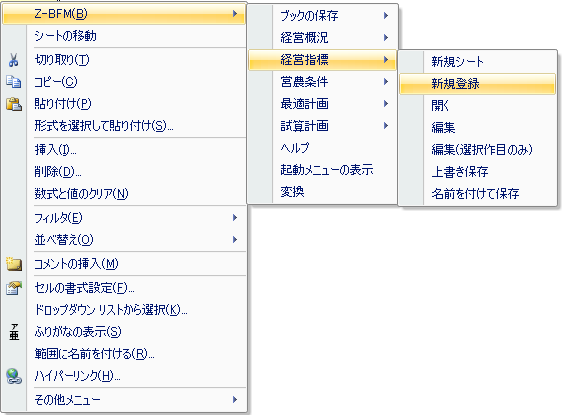 Z-BFM(B)
シートの移動
切り取り(T)
コピー(C)
貼り付け(P)
形式を選択して貼り付け(S)...
挿入(I)...
削除(D)...
数式と値のクリア(N)
フィルタ(E)
並べ替え(O)
コメントの挿入(M)
セルの書式設定(F)...
ドロップダウン リストから選択(K)...
ア亜
ふりがなの表示(S)
範囲に名前を付ける(R)...
ハイパーリンク(H)...
その他メニュー
ブックの保存
経営概況
経営指標
営農条件
最適計画
試算計画
ヘルプ
起動メニューの表示
変換
新規シート
新規登録
開く
編集
編集(選択作目のみ)
上書き保存
名前を付けて保存